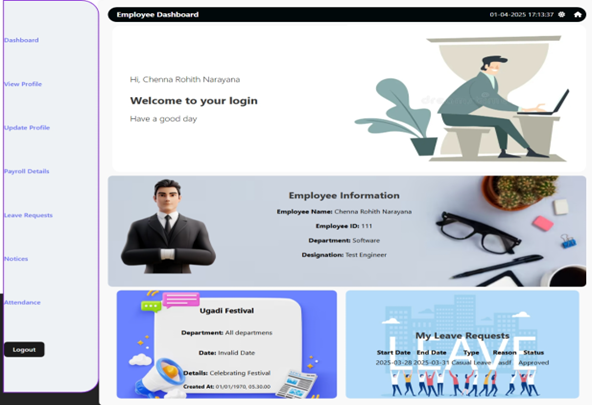 Employee Dashboard
01-04-2025 17:13:37
Dashboard
View Profile
Update Profile
Payroll Details
Leave Requests
Notices
Attendance
Logout
Hi, Chenna Rohith Narayana
Welcome to your login
Have a good day
Employee Information
Employee Name: Chenna Rohith Narayana
Employee ID: 111
Department: Software
Designation: Test Engineer
Ugadi Festival
Department: All departmens
Date: Invalid Date
Details: Celebrating Festival
Created At: 01/01/1970, 05:30:00
My Leave Requests
Start Date End Date Type Reason Status
2025-03-28 2025-03-31 Casual Leave asdf Approved
LEAVE